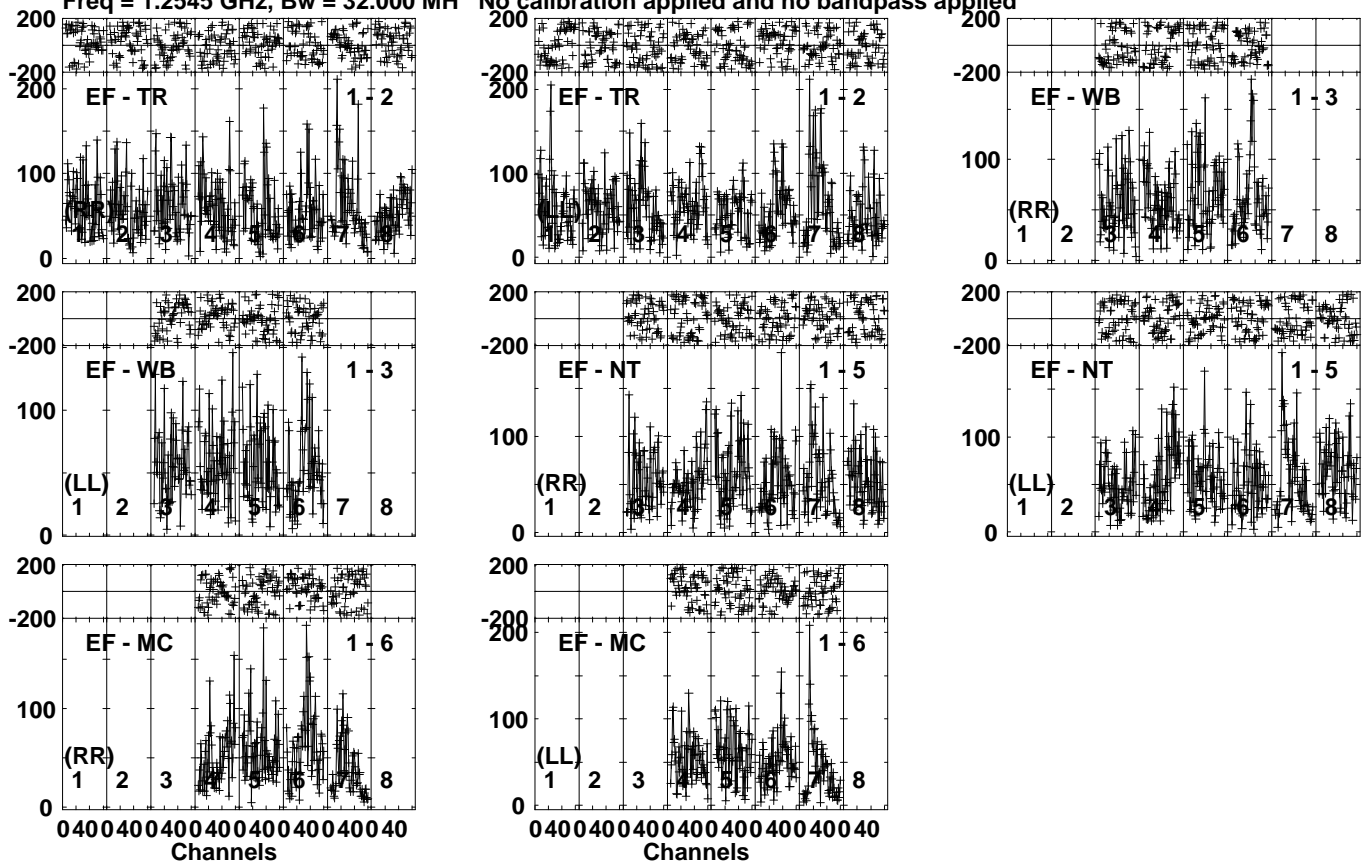 Freq = 1.2545 GHz, Bw = 32.000 MH No calibration applied and no bandpass applied
200
-200
200
100
0
EF - TR 1 - 2
(RR)
1 2 3 4 5 6 7 8
200
-200
200
100
0
EF - TR 1 - 2
(LL)
1 2 3 4 5 6 7 8
200
-200
100
0
EF - WB 1 - 3
(RR)
1 2 3 4 5 6 7 8
200
-200
100
0
EF - WB 1 - 3
(LL)
1 2 3 4 5 6 7 8
200
-200
100
0
EF - NT 1 - 5
(RR)
1 2 3 4 5 6 7 8
200
-200
100
0
EF - NT 1 - 5
(LL)
1 2 3 4 5 6 7 8
200
-200
100
0
EF - MC 1 - 6
(RR)
1 2 3 4 5 6 7 8
0 40 0 40 0 40 0 40 0 40 0 40 0 40 0 40
Channels
200
-200
200
100
0
EF - MC 1 - 6
(LL)
1 2 3 4 5 6 7 8
0 40 0 40 0 40 0 40 0 40 0 40 0 40 0 40
Channels